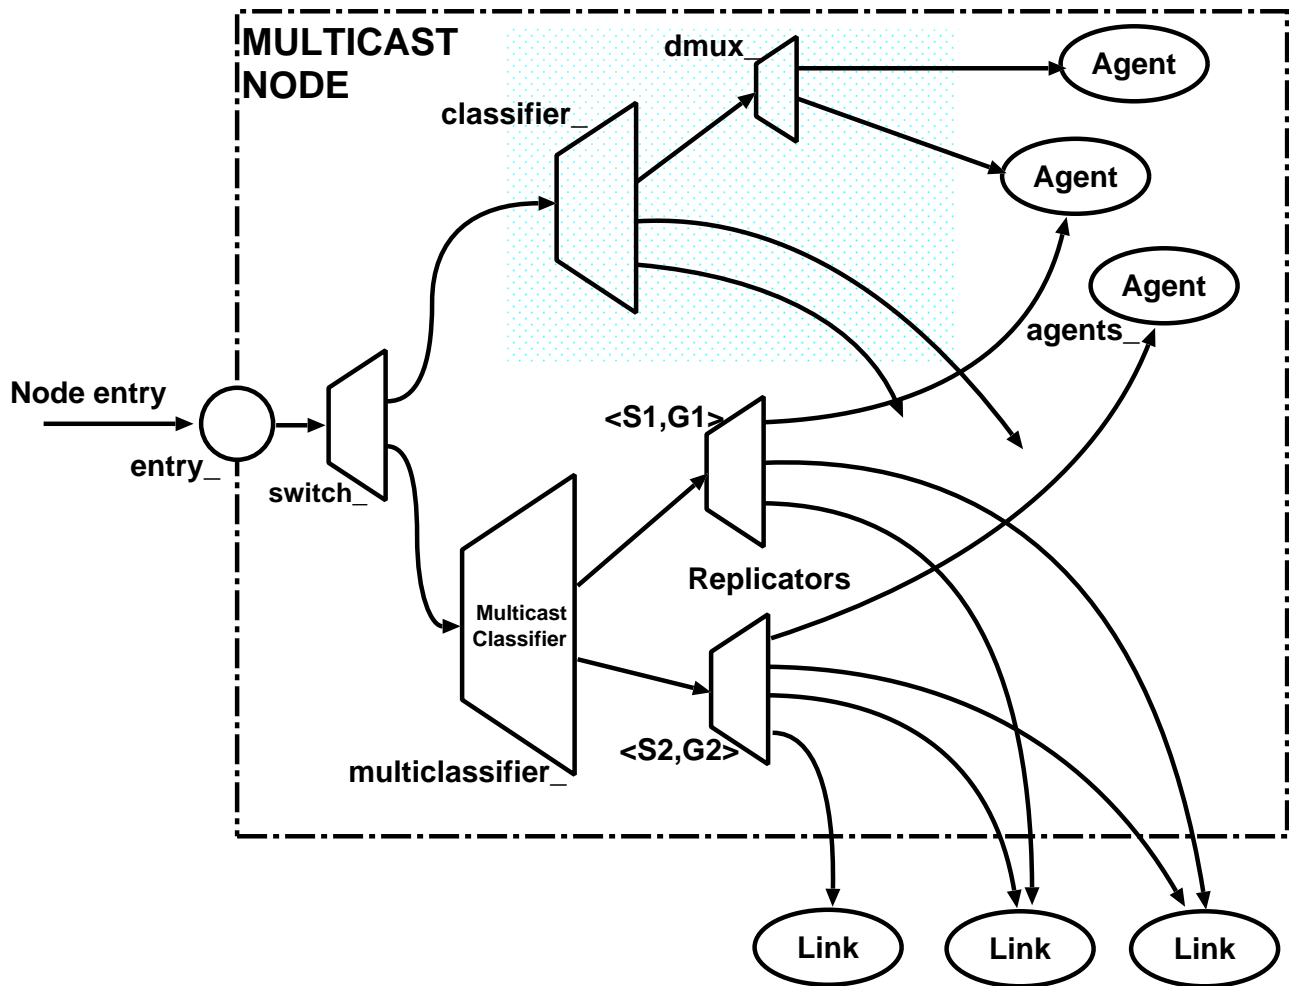 MULTICAST
NODE
dmux_
Agent
classifier_
Agent
Agent
agents_
Node entry
<S1,G1>
entry_
switch_
Replicators
Multicast
Classifier
<S2,G2>
multiclassifier_
Link
Link
Link